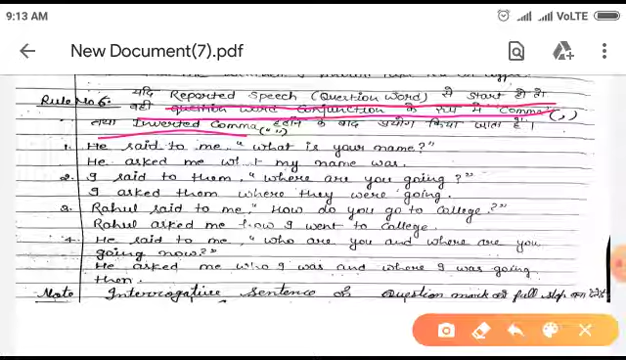 9:13 AM VoLTE
New Document(7).pdf
Rule No.6. यदि Reported Speech (Question Word) से Start हो तो
वही question word Conjunction के रूप में Comma (,)
तथा Inverted Comma (" ") हटाने के बाद प्रयोग किया जाता है।
1. He said to me, "what is your name?"
He asked me what my name was.
2. I said to them, "where are you going?"
I asked them where they were going.
3. Rahul said to me, "How do you go to College?"
Rahul asked me how I went to College.
4. He said to me "who are you and where are you
going now?"
He asked me who I was and where I was going
then.
Note Interrogative Sentence के Question mark को full stop